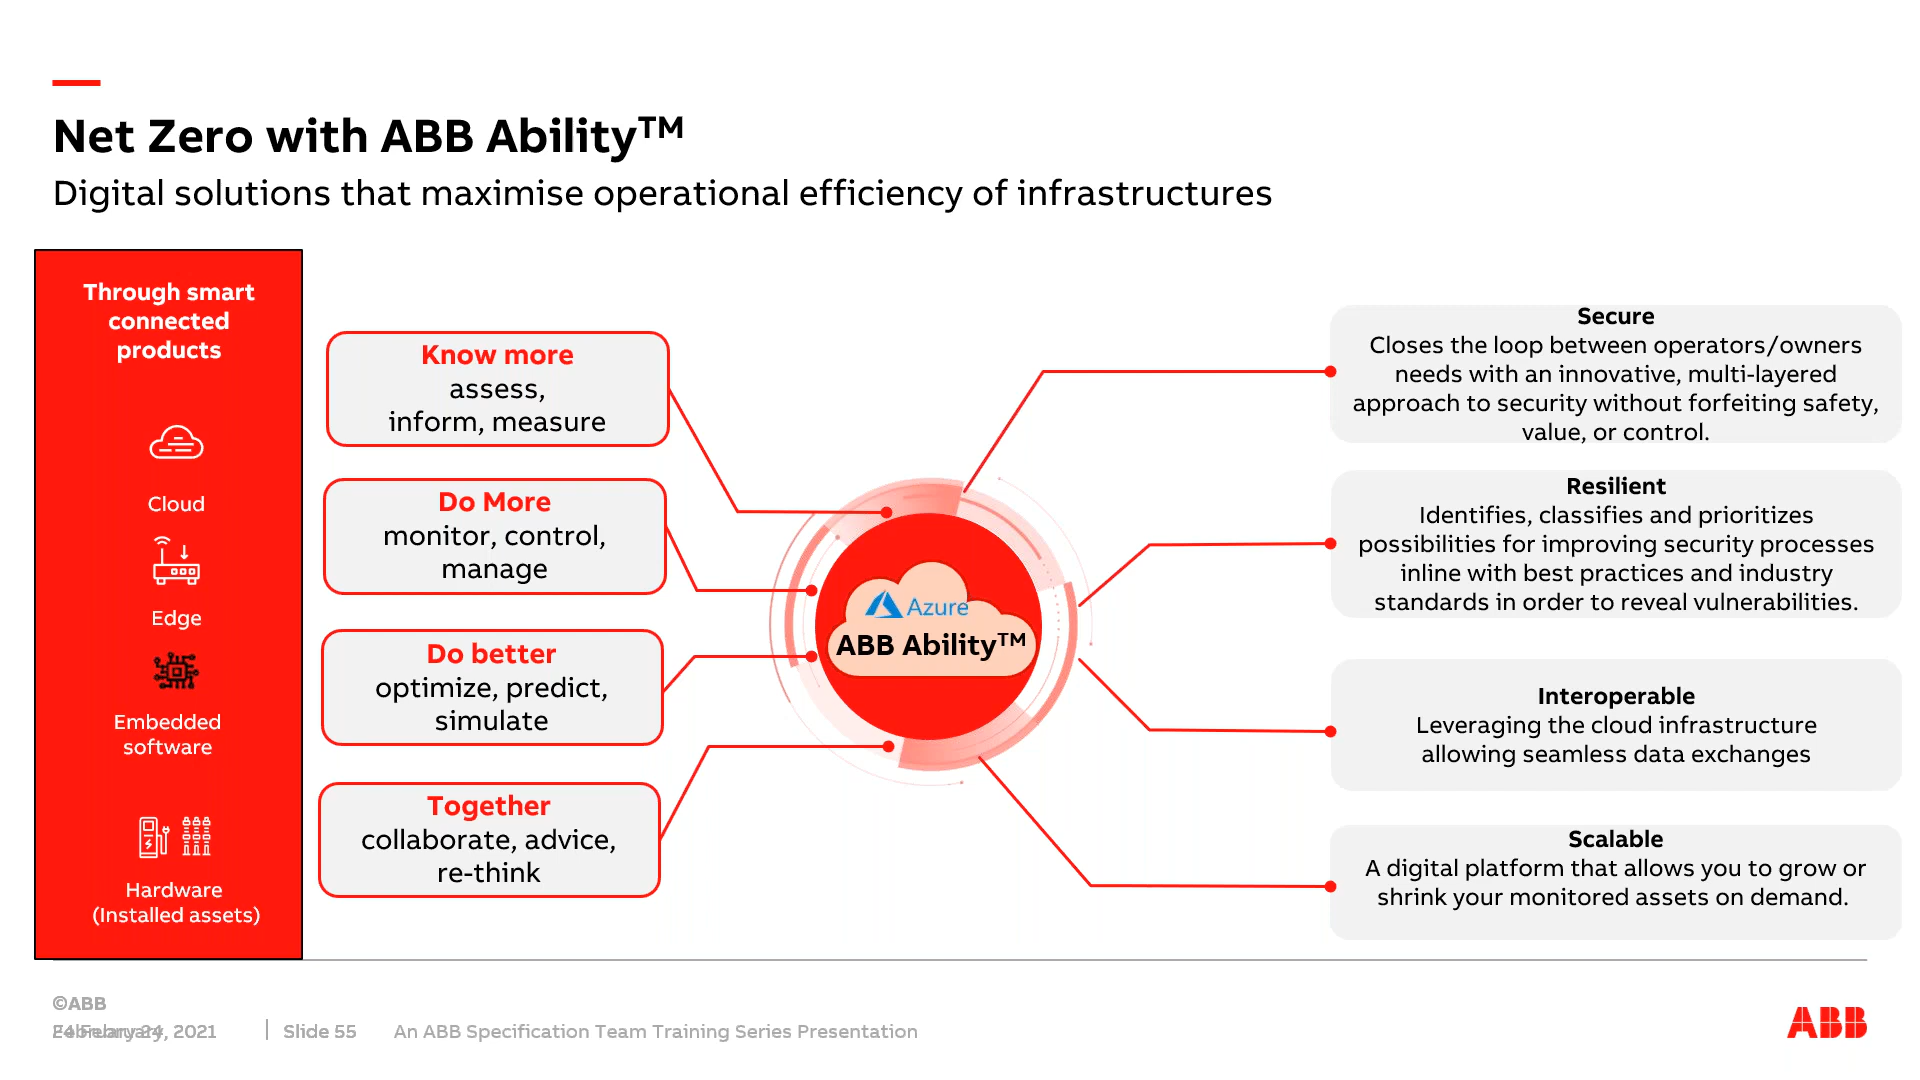 Net Zero with ABB Ability™
Digital solutions that maximise operational efficiency of infrastructures
Through smart
connected
products
Cloud
Edge
Embedded
software
Hardware
(Installed assets)
Know more
assess,
inform, measure
Do More
monitor, control,
manage
Do better
optimize, predict,
simulate
Together
collaborate, advice,
re-think
Azure
ABB Ability™
Secure
Closes the loop between operators/owners
needs with an innovative, multi-layered
approach to security without forfeiting safety,
value, or control.
Resilient
Identifies, classifies and prioritizes
possibilities for improving security processes
inline with best practices and industry
standards in order to reveal vulnerabilities.
Interoperable
Leveraging the cloud infrastructure
allowing seamless data exchanges
Scalable
A digital platform that allows you to grow or
shrink your monitored assets on demand.
©ABB
February 24, 2021
Slide 55
An ABB Specification Team Training Series Presentation
ABB